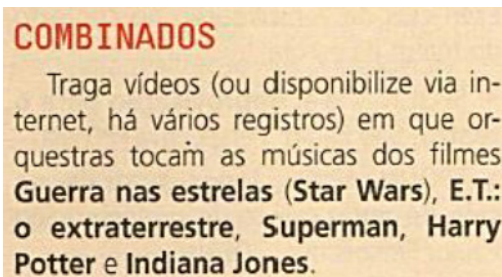 COMBINADOS
Traga vídeos (ou disponibilize via in-
ternet, há vários registros) em que or-
questras tocam as músicas dos filmes
Guerra nas estrelas (Star Wars), E.T.:
o extraterrestre, Superman, Harry
Potter e Indiana Jones.